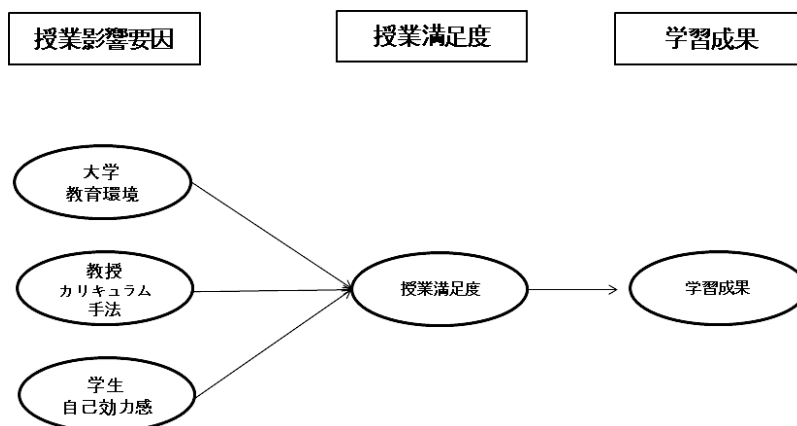 授業影響要因
授業満足度
学習成果
大学
教育環境
教授
カリキュラム
手法
授業満足度
学習成果
学生
自己効力感